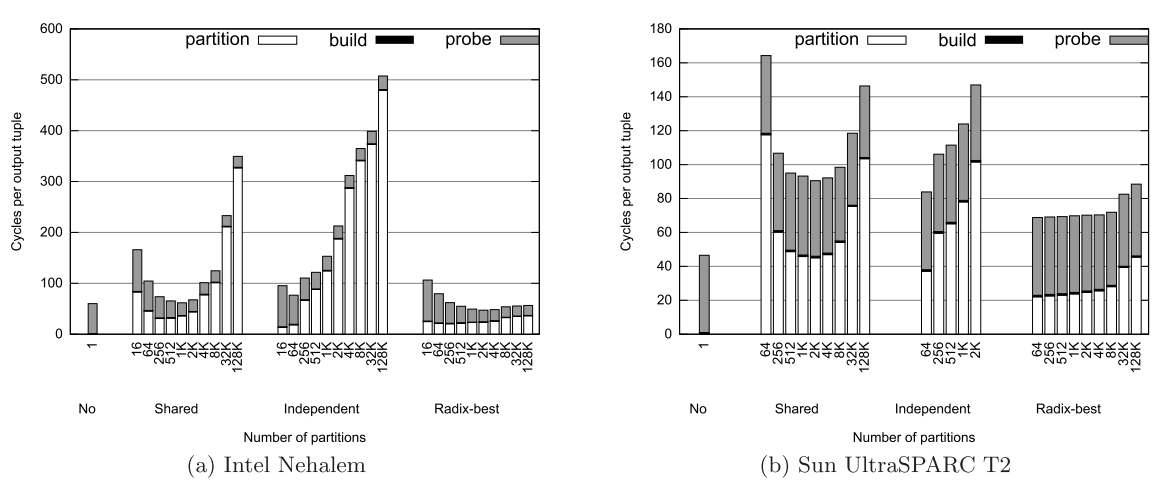 600
500
400
300
200
100
0
Cycles per output tuple
partition build probe
1 16 64 256 512 1K 2K 4K 8K 32K 128K 16 64 256 512 1K 2K 4K 8K 32K 128K 16 64 256 512 1K 2K 4K 8K 32K 128K
No Shared Independent Radix-best
Number of partitions
(a) Intel Nehalem
180
160
140
120
100
80
60
40
20
0
Cycles per output tuple
partition build probe
1 64 256 512 1K 2K 4K 8K 32K 128K 64 256 512 1K 2K 64 256 512 1K 2K 4K 8K 32K 128K
No Shared Independent Radix-best
Number of partitions
(b) Sun UltraSPARC T2